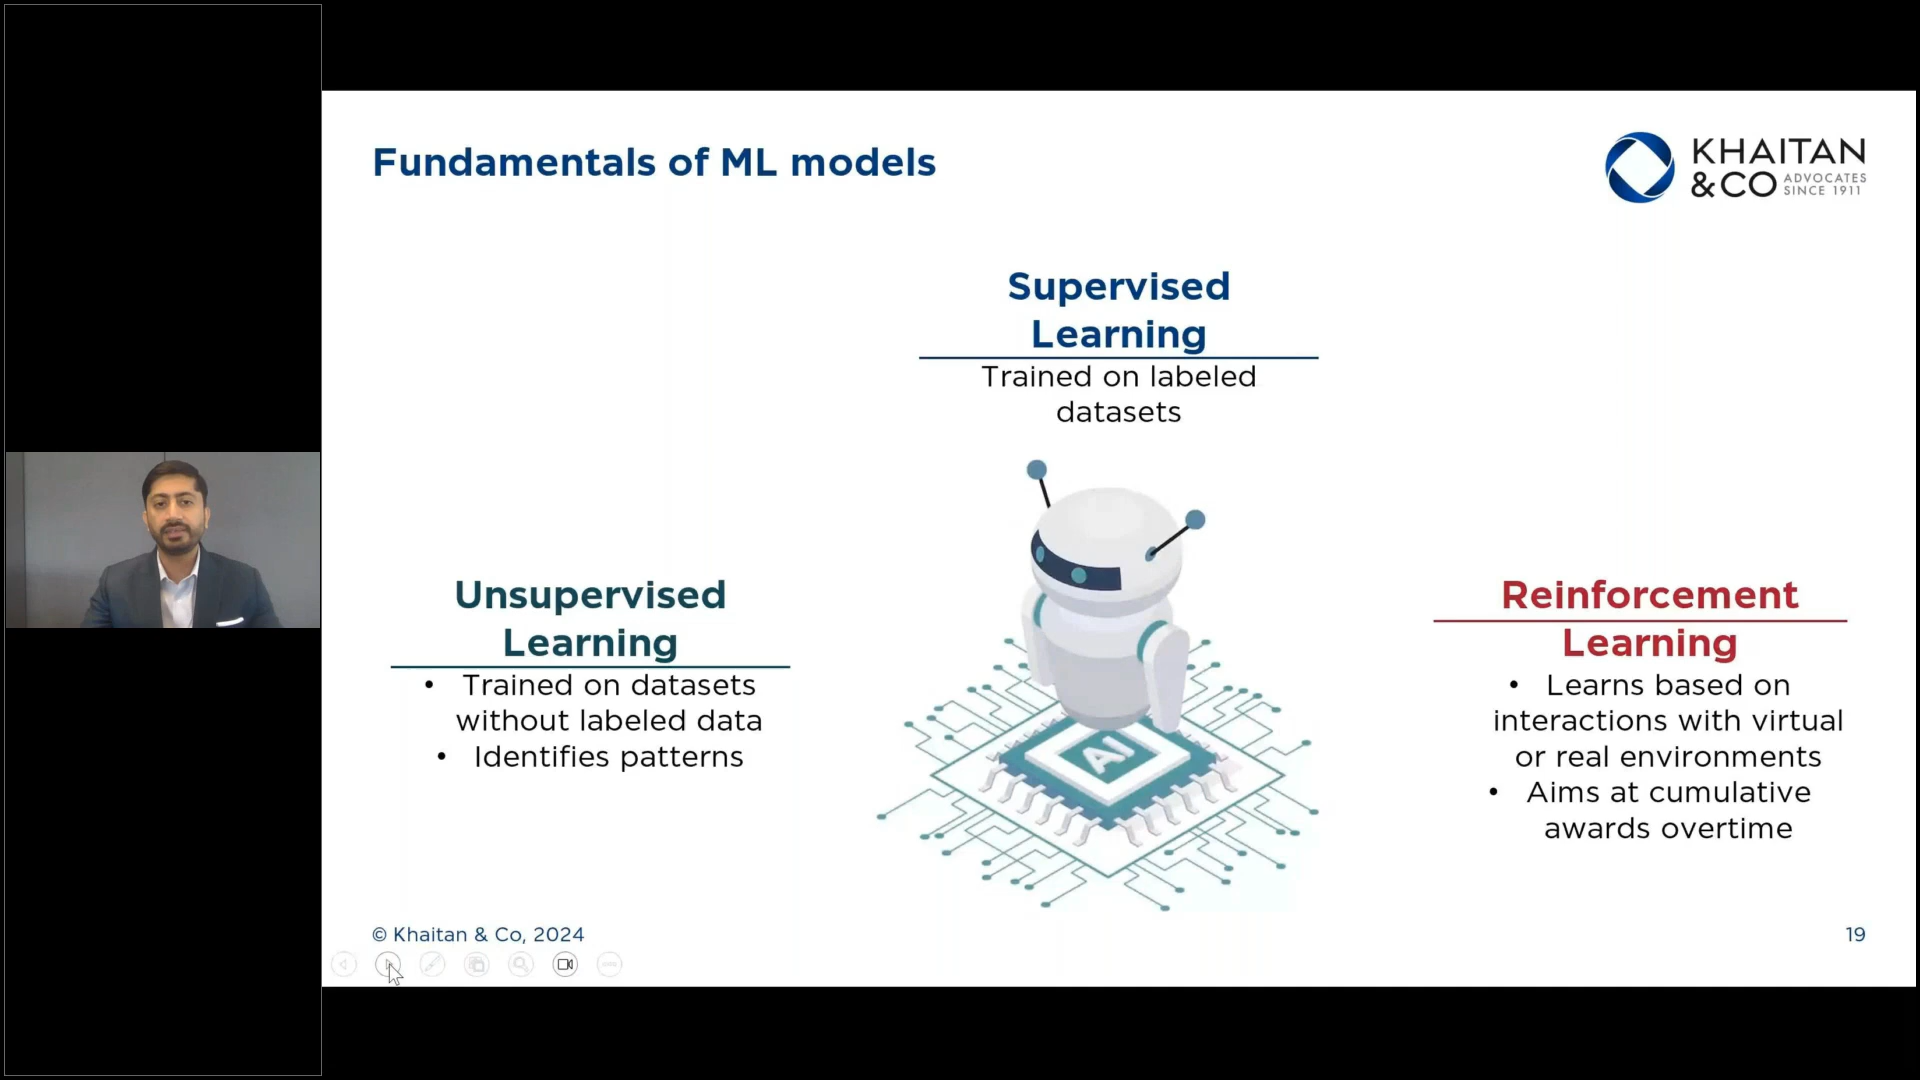 Fundamentals of ML models
KHAITAN
&CO ADVOCATES
SINCE 1911
Supervised
Learning
Trained on labeled
datasets
Unsupervised
Learning
• Trained on datasets
without labeled data
• Identifies patterns
AI
Reinforcement
Learning
• Learns based on
interactions with virtual
or real environments
• Aims at cumulative
awards overtime
© Khaitan & Co, 2024
19